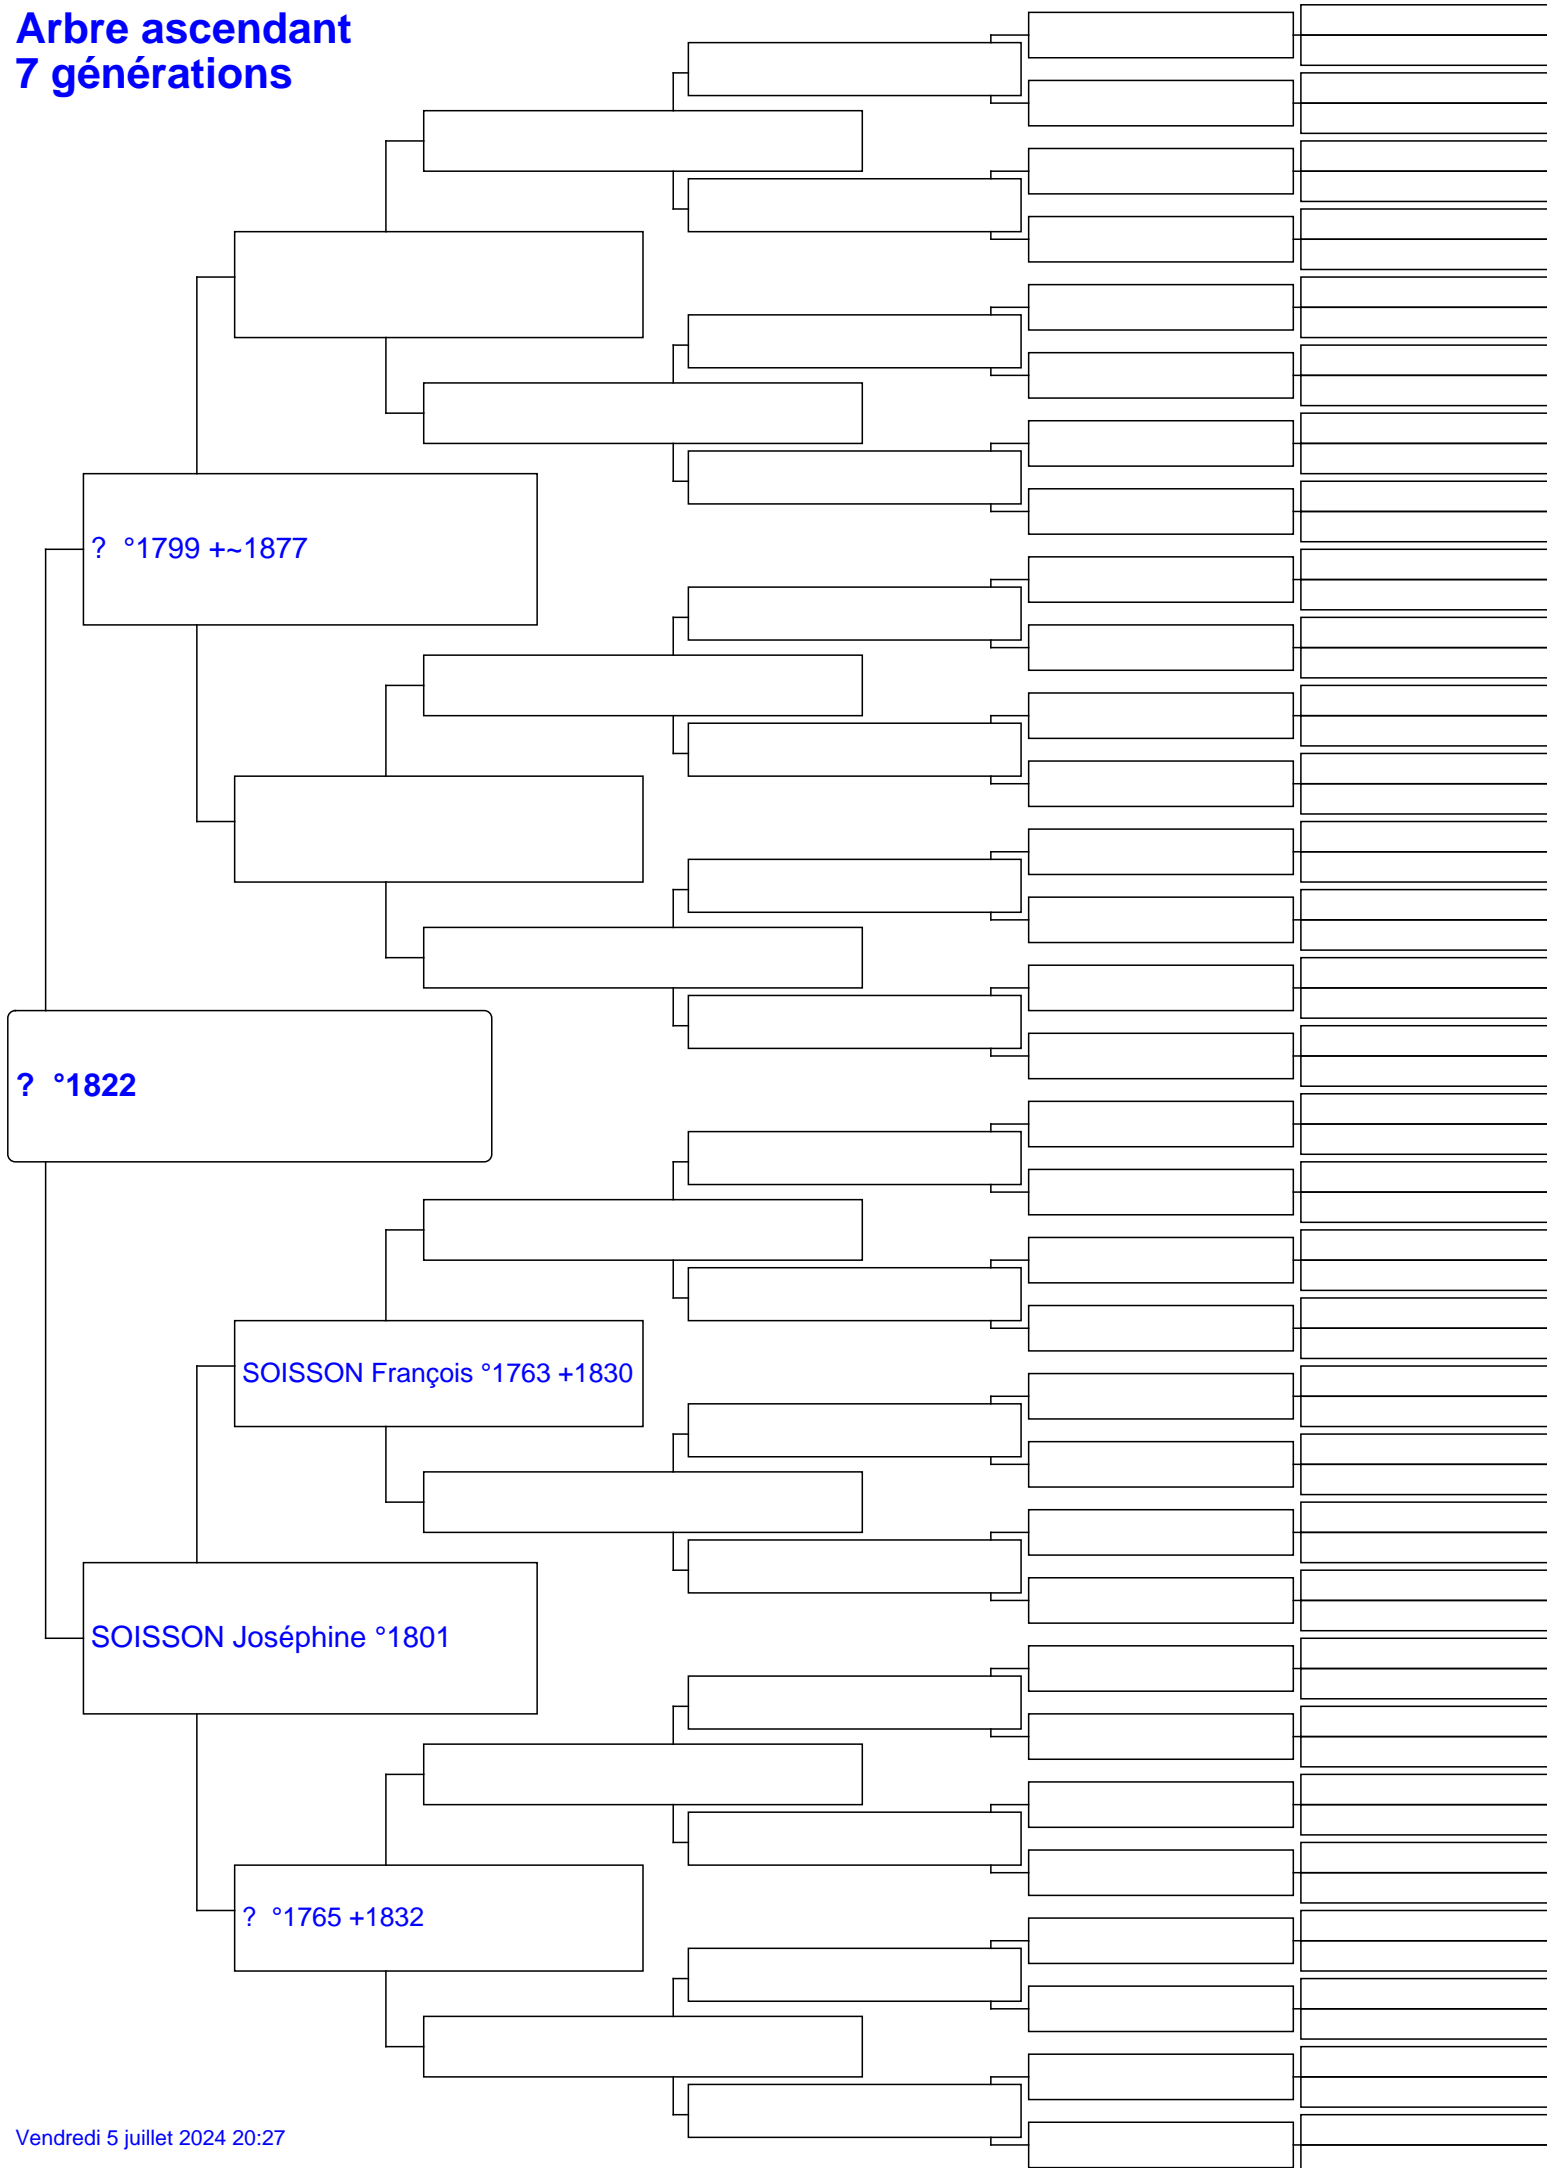 Arbre ascendant
7 générations
? °1799 +~1877
? °1822
SOISSON François °1763 +1830
SOISSON Joséphine °1801
? °1765 +1832
Vendredi 5 juillet 2024 20:27